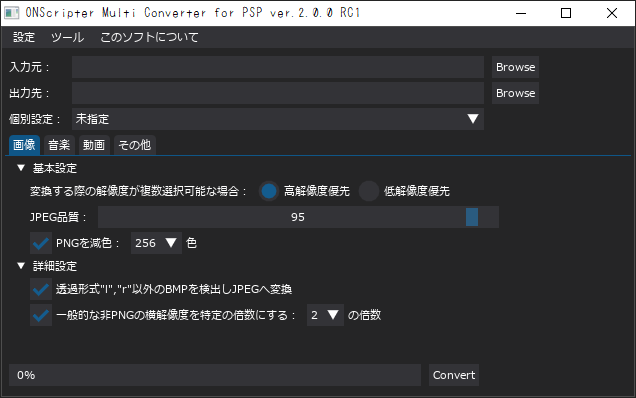 ONScripter Multi Converter for PSP ver.2.0.0 RC1
設定 ツール このソフトについて
入力元： Browse
出力先： Browse
個別設定： 未指定
画像 音楽 動画 その他
基本設定
変換する際の解像度が複数選択可能な場合： 高解像度優先 低解像度優先
JPEG品質： 95
PNGを減色： 256 色
詳細設定
透過形式"l","r"以外のBMPを検出しJPEGへ変換
一般的な非PNGの横解像度を特定の倍数にする： 2 の倍数
0% Convert